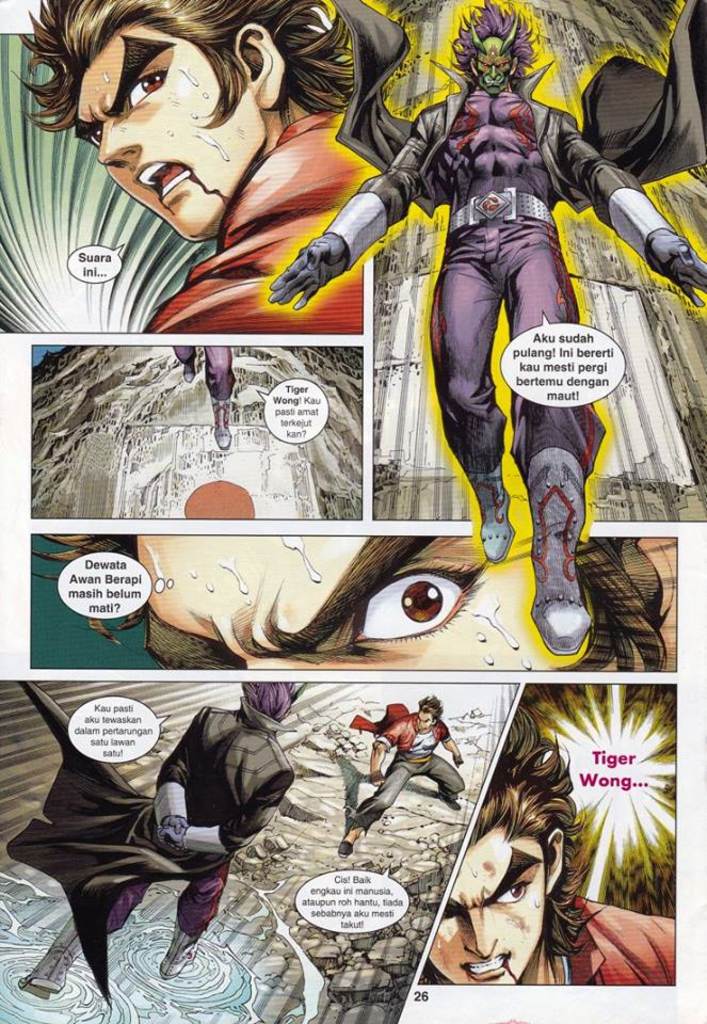 Suara
ini...
Aku sudah
pulang! Ini bererti
kau mesti pergi
bertemu dengan
maut!
Tiger
Wong! Kau
pasti amat
terkejut
kan?
Dewata
Awan Berapi
masih belum
mati?
Kau pasti
aku tewaskan
dalam pertarungan
satu lawan
satu!
Cis! Baik
engkau ini manusia,
ataupun roh hantu, tiada
sebabnya aku mesti
takut!
Tiger
Wong...
26